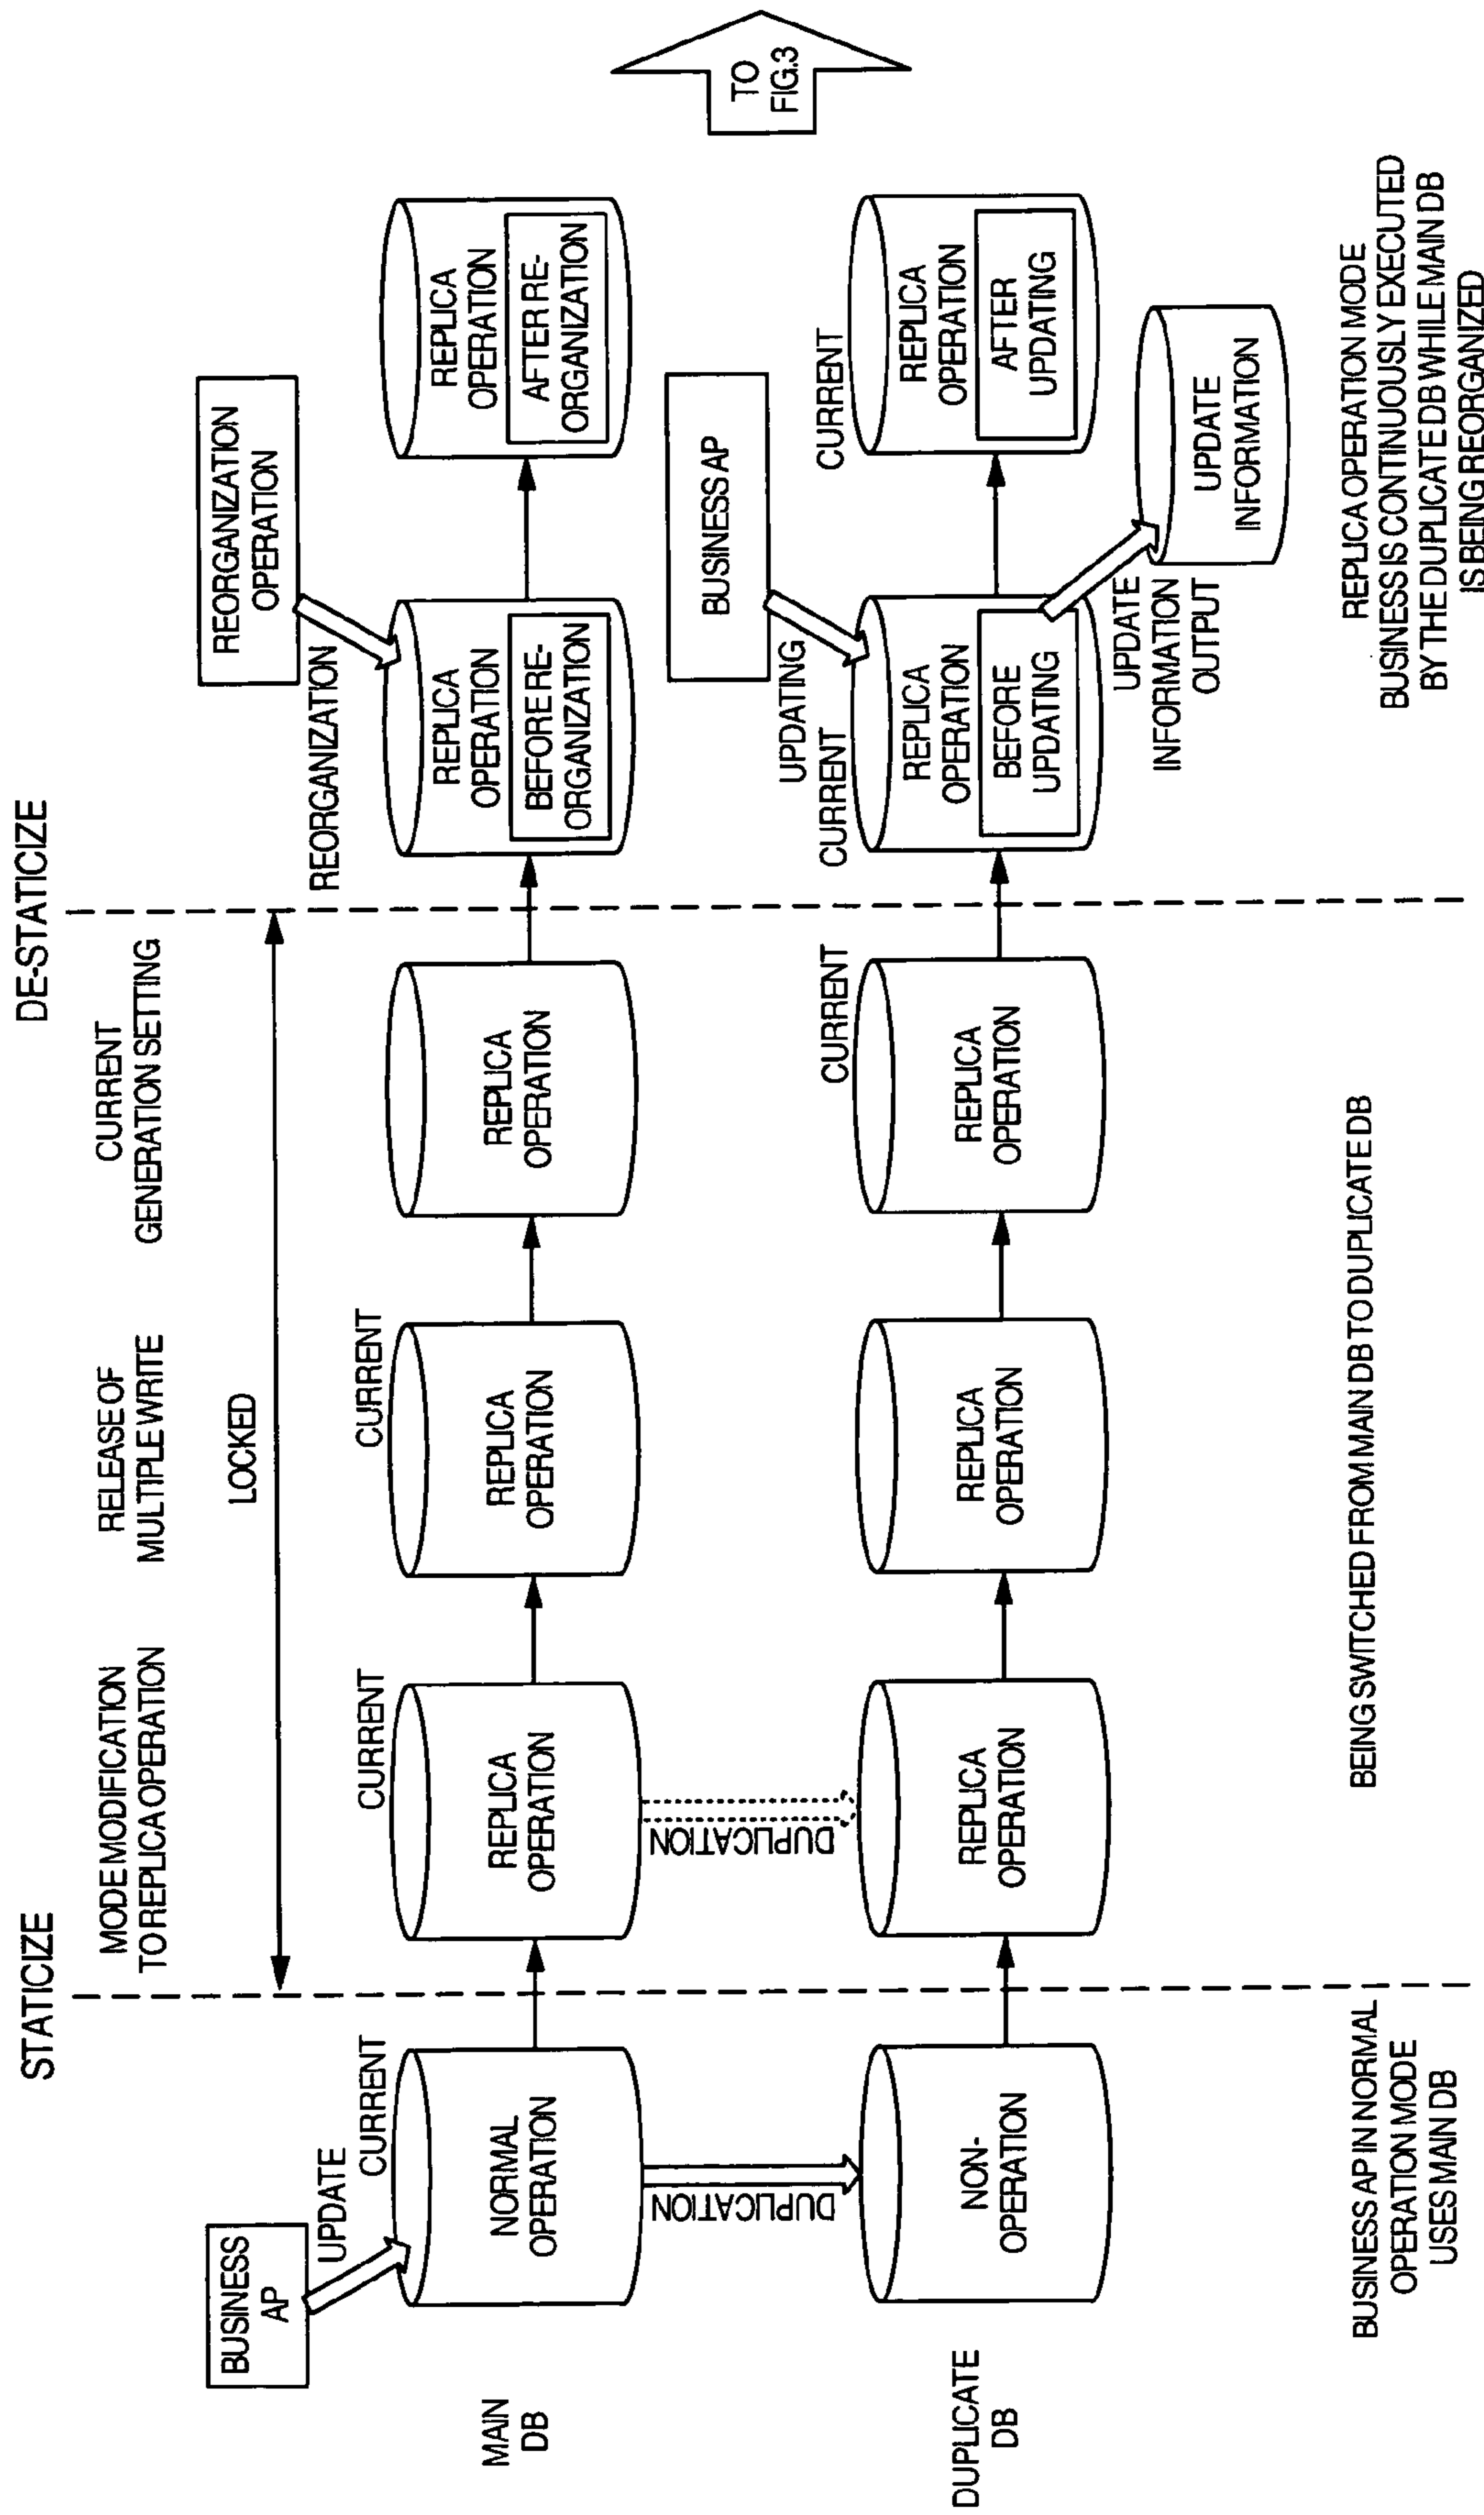 STATICIZE
DE-STATICIZE
MODE MODIFICATION
TO REPLICA OPERATION
RELEASE OF
MULTIPLE WRITE
CURRENT
GENERATION SETTING
LOCKED
BUSINESS
AP
UPDATE
CURRENT
MAIN
DB
NORMAL
OPERATION
CURRENT
REPLICA
OPERATION
CURRENT
REPLICA
OPERATION
REPLICA
OPERATION
REORGANIZATION
OPERATION
REORGANIZATION
REPLICA
OPERATION
BEFORE RE-
ORGANIZATION
REPLICA
OPERATION
AFTER RE-
ORGANIZATION
DUPLICATION
DUPLICATION
BUSINESS AP
UPDATING
DUPLICATE
DB
NON-
OPERATION
REPLICA
OPERATION
REPLICA
OPERATION
CURRENT
REPLICA
OPERATION
CURRENT
REPLICA
OPERATION
BEFORE
UPDATING
CURRENT
REPLICA
OPERATION
AFTER
UPDATING
UPDATE
INFORMATION
OUTPUT
UPDATE
INFORMATION
TO
FIG.3
BUSINESS AP IN NORMAL
OPERATION MODE
USES MAIN DB
BEING SWITCHED FROM MAIN DB TO DUPLICATE DB
REPLICA OPERATION MODE
BUSINESS IS CONTINUOUSLY EXECUTED
BY THE DUPLICATE DB WHILE MAIN DB
IS BEING REORGANIZED